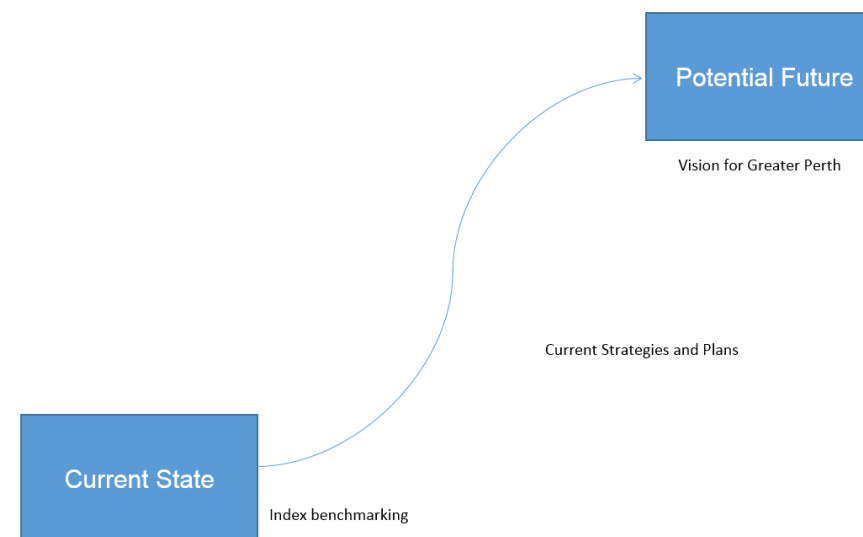 Potential Future
Vision for Greater Perth
Current Strategies and Plans
Current State
Index benchmarking